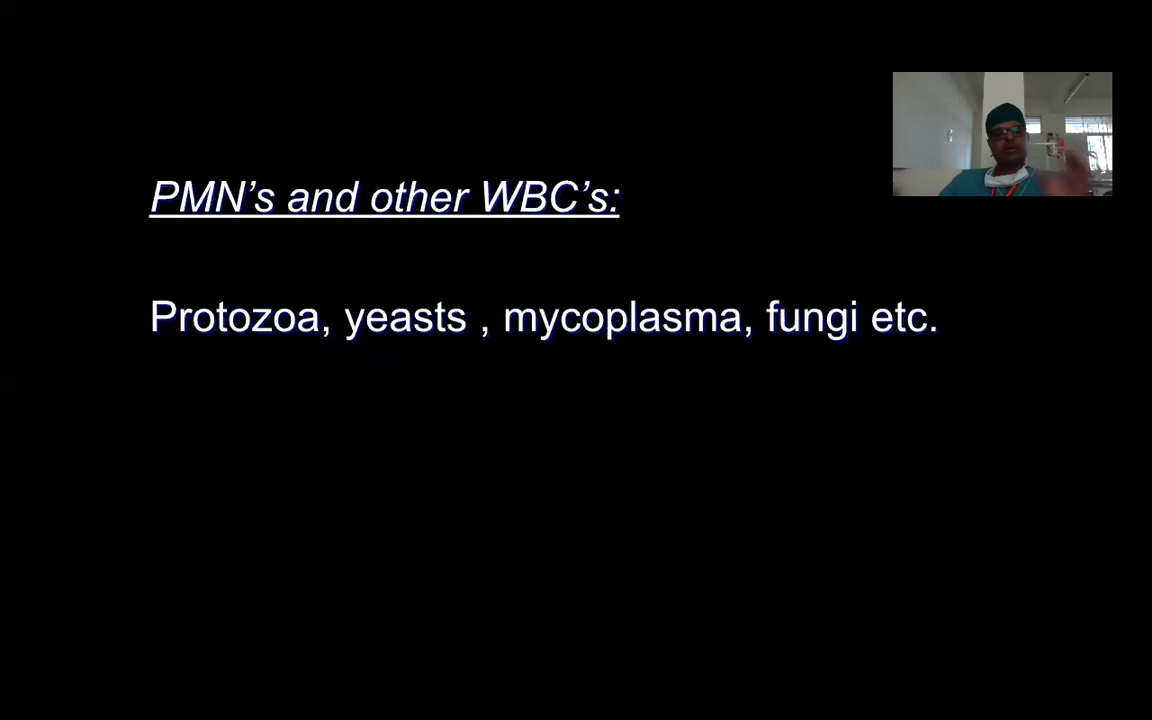 PMN’s and other WBC’s:
Protozoa, yeasts , mycoplasma, fungi etc.